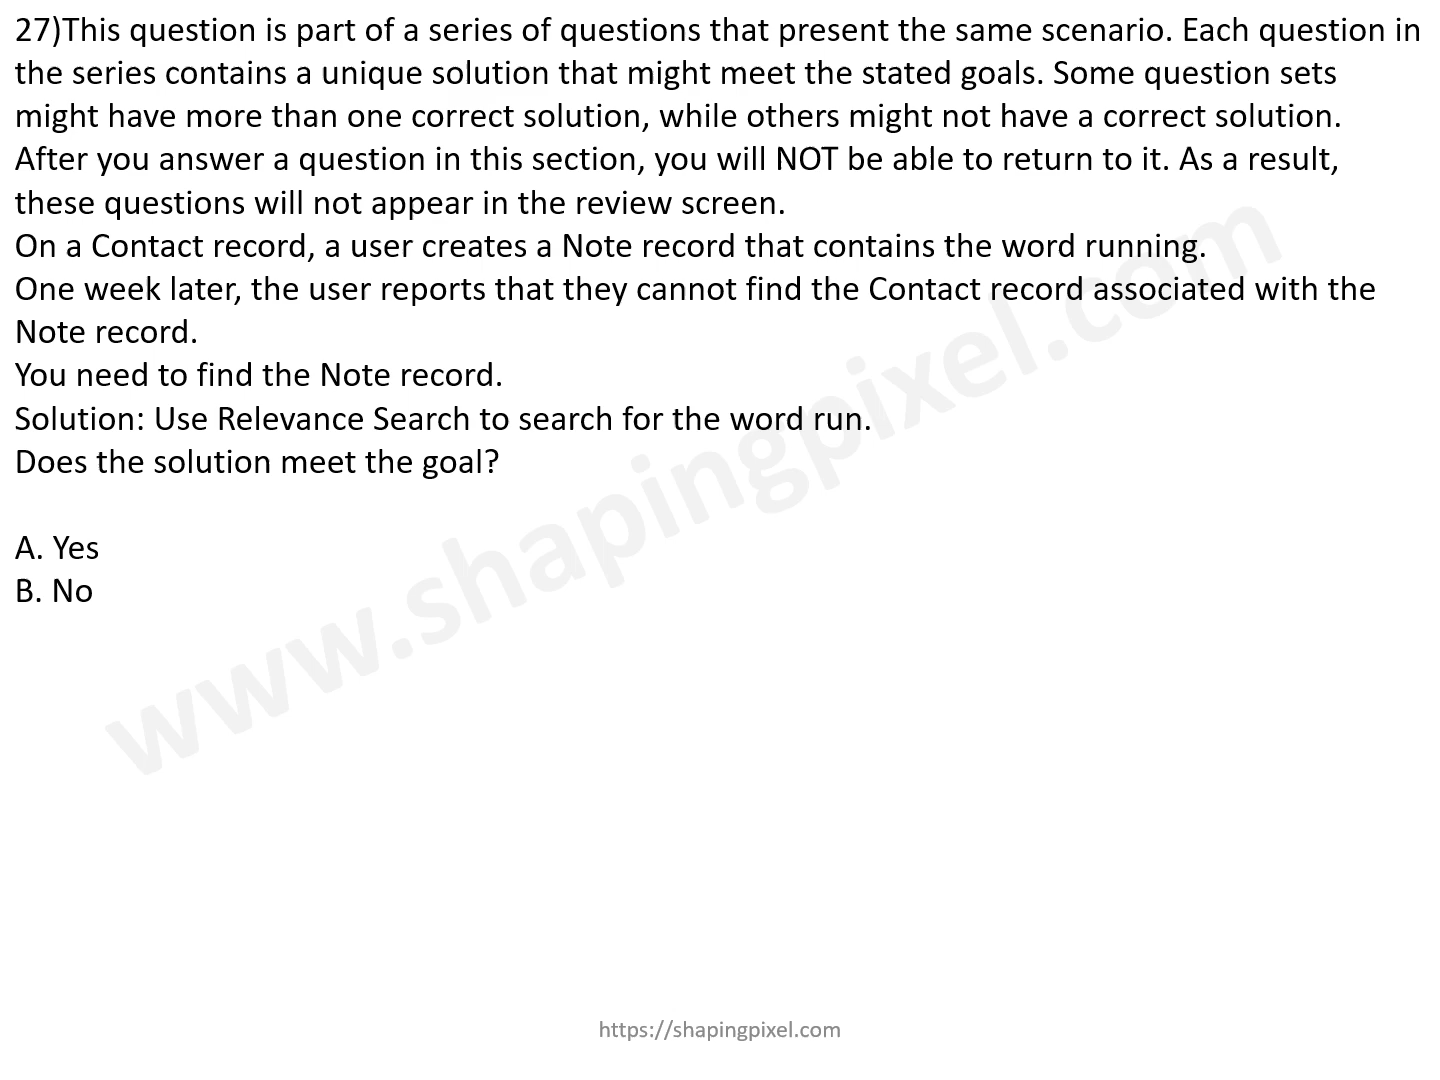 27)This question is part of a series of questions that present the same scenario. Each question in
the series contains a unique solution that might meet the stated goals. Some question sets
might have more than one correct solution, while others might not have a correct solution.
After you answer a question in this section, you will NOT be able to return to it. As a result,
these questions will not appear in the review screen.
On a Contact record, a user creates a Note record that contains the word running.
One week later, the user reports that they cannot find the Contact record associated with the
Note record.
You need to find the Note record.
Solution: Use Relevance Search to search for the word run.
Does the solution meet the goal?
A. Yes
B. No
www.shapingpixel.com
https://shapingpixel.com